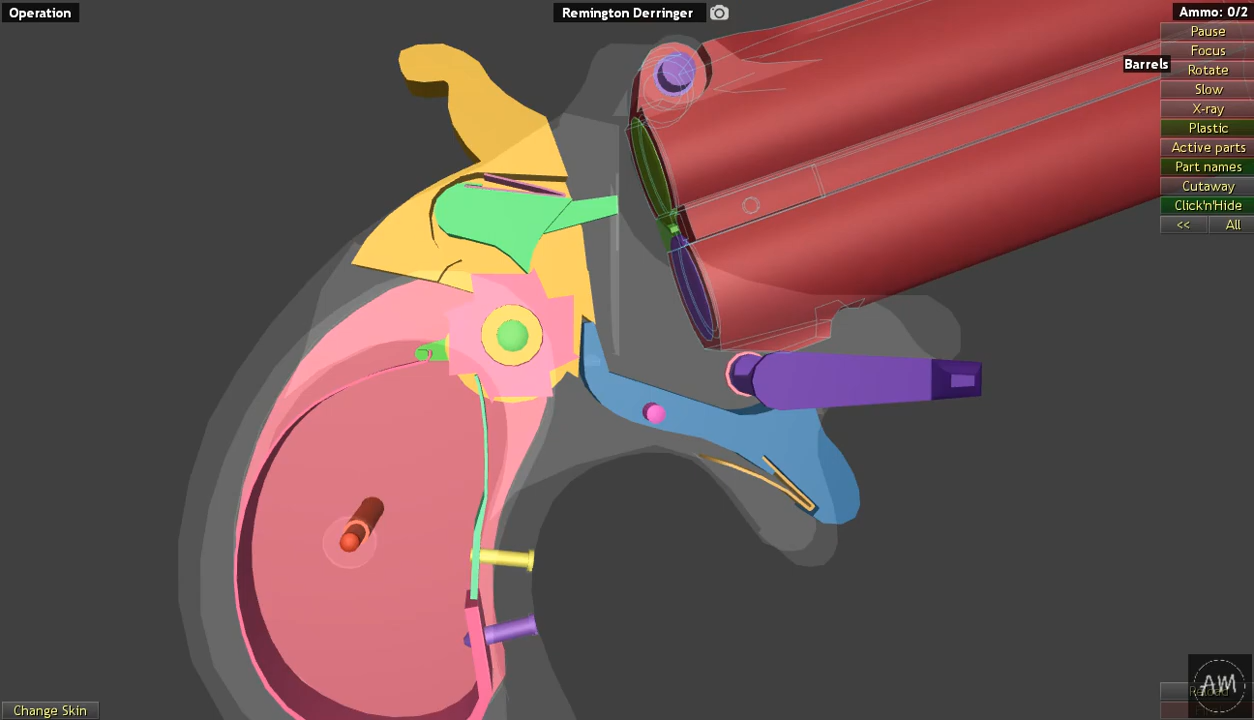 Operation
Remington Derringer
Ammo: 0/2
Pause
Focus
Barrels
Rotate
Slow
X-ray
Plastic
Active parts
Part names
Cutaway
Click'n'Hide
<< All
AM
Change Skin